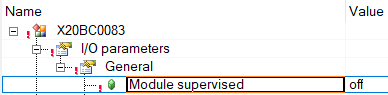 Name Value
X20BC0083
I/O parameters
General
Module supervised off